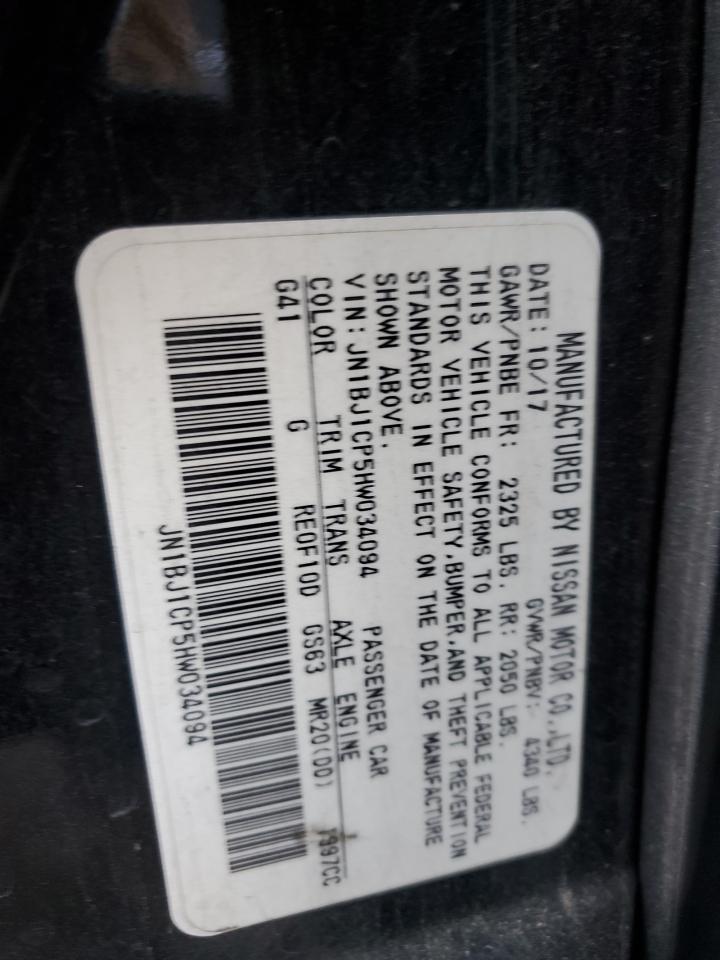 MANUFACTURED BY NISSAN MOTOR CO.,LTD.
DATE: 10/17 GVWR/PNBV: 4340 LBS.
GAWR/PNBE FR: 2325 LBS. RR: 2050 LBS.
THIS VEHICLE CONFORMS TO ALL APPLICABLE FEDERAL
MOTOR VEHICLE SAFETY,BUMPER,AND THEFT PREVENTION
STANDARDS IN EFFECT ON THE DATE OF MANUFACTURE
SHOWN ABOVE.
VIN:JN1BJ1CP5HW034094 PASSENGER CAR
COLOR TRIM TRANS AXLE ENGINE
G41 G RE0F10D GS63 MR20(DD) 1997CC
JN1BJ1CP5HW034094